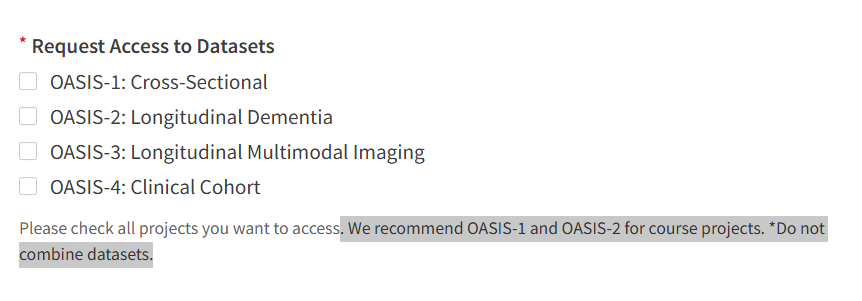 * Request Access to Datasets
OASIS-1: Cross-Sectional
OASIS-2: Longitudinal Dementia
OASIS-3: Longitudinal Multimodal Imaging
OASIS-4: Clinical Cohort
Please check all projects you want to access. We recommend OASIS-1 and OASIS-2 for course projects. *Do not
combine datasets.